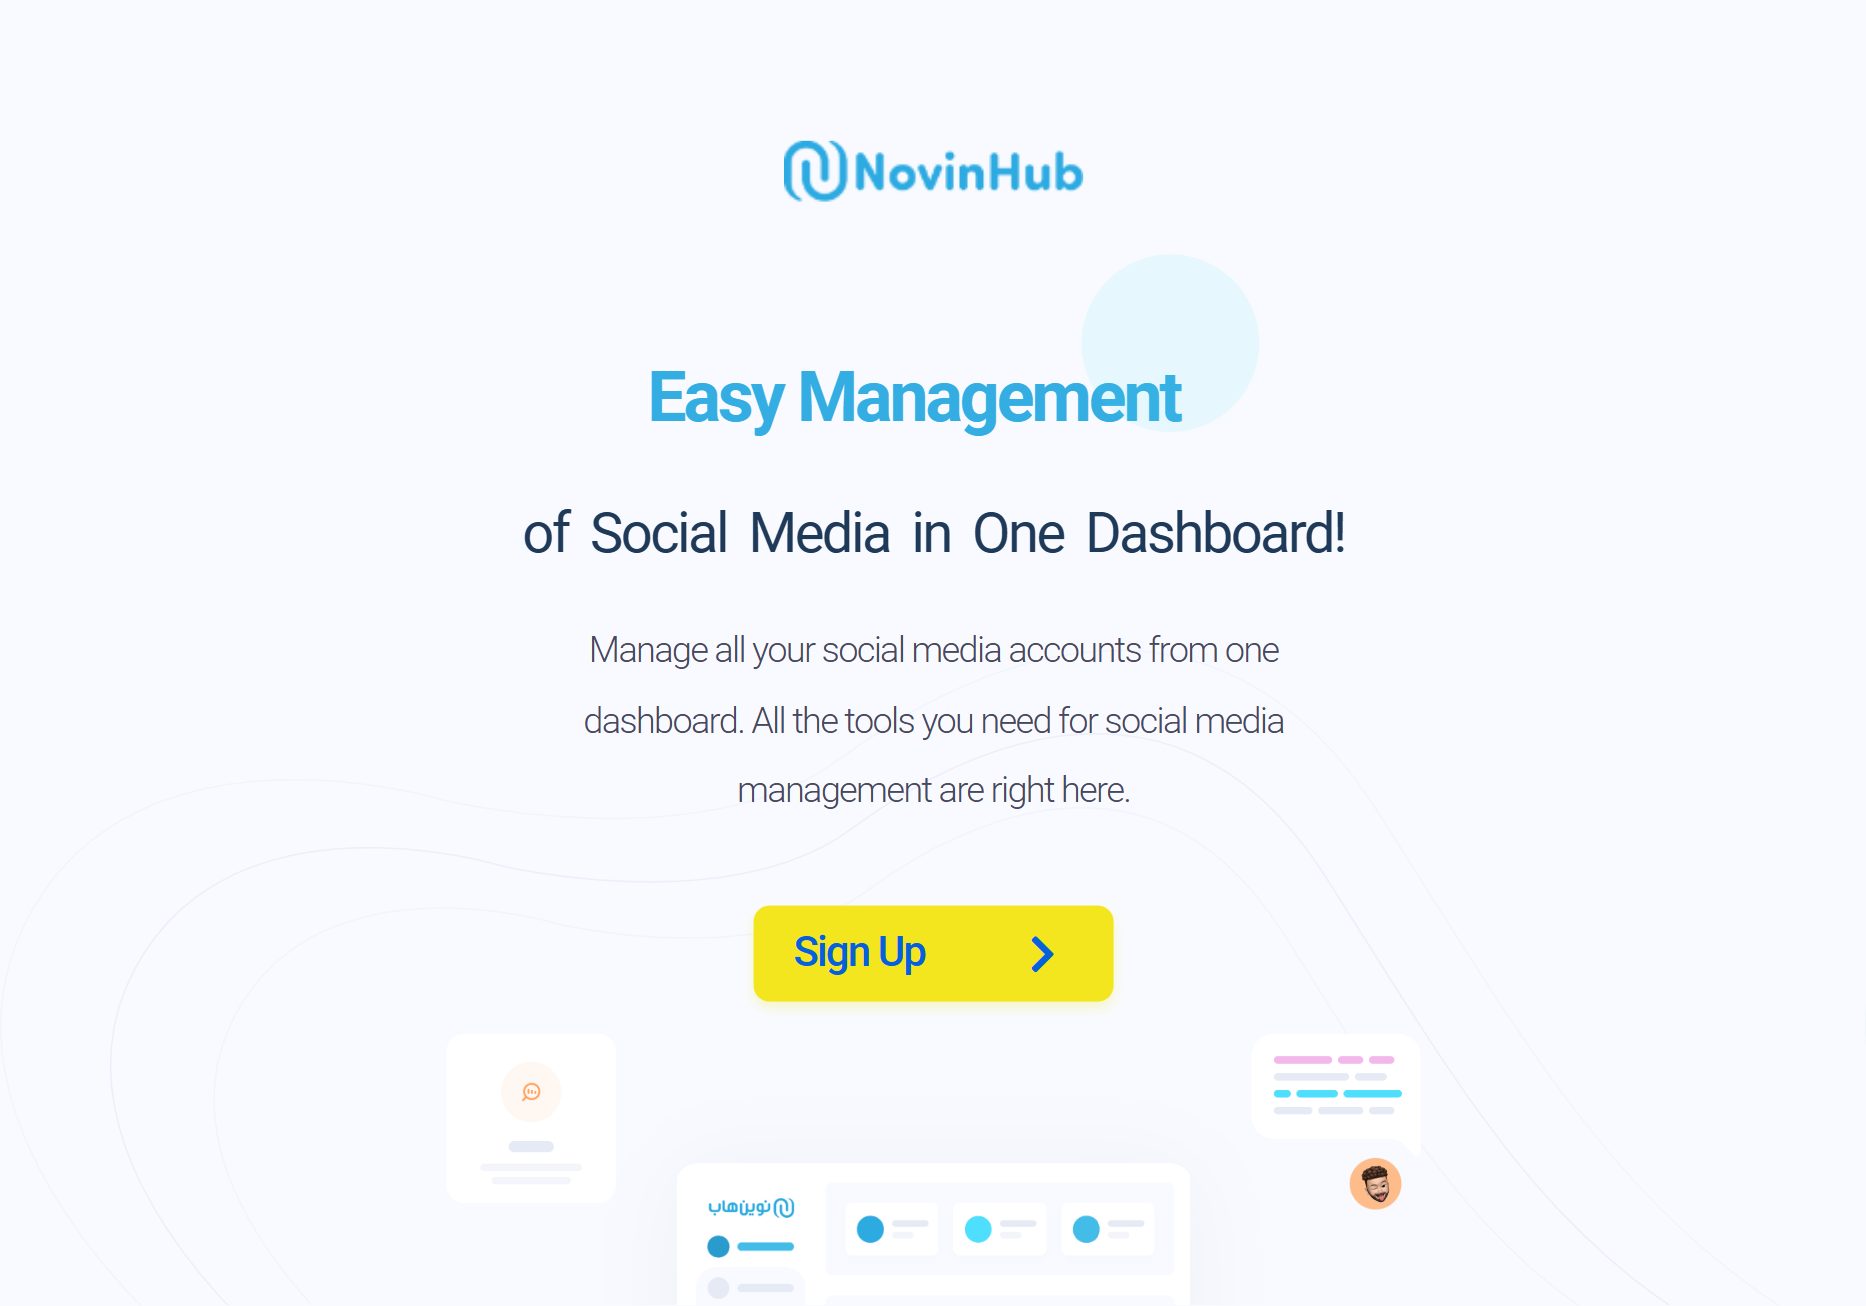 NovinHub
Easy Management
of Social Media in One Dashboard!
Manage all your social media accounts from one
dashboard. All the tools you need for social media
management are right here.
Sign Up
نوین‌هاب